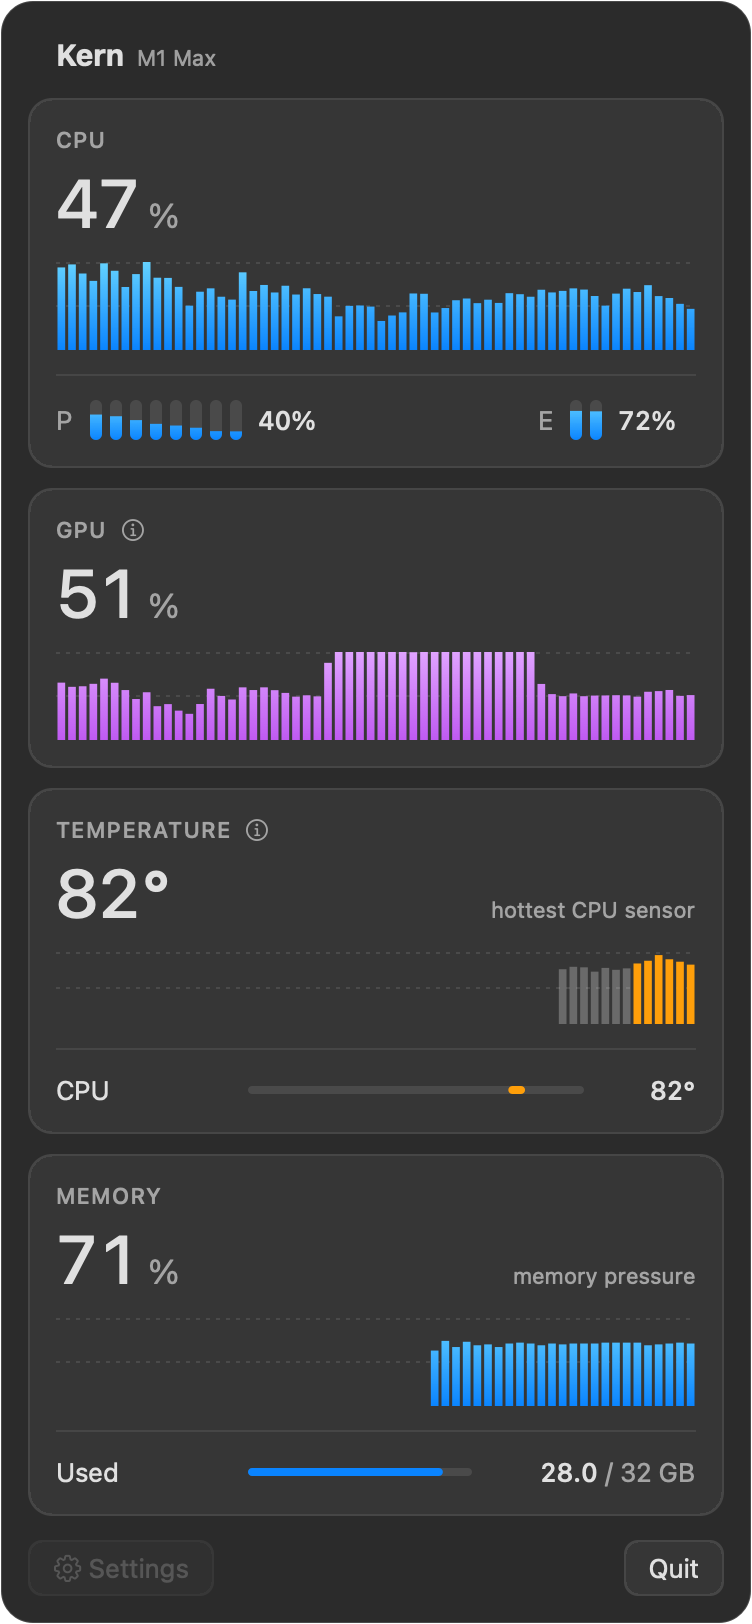 Kern M1 Max
CPU
47 %
P 40% E 72%
GPU
51 %
TEMPERATURE
82°
hottest CPU sensor
CPU 82°
MEMORY
71 %
memory pressure
Used 28.0 / 32 GB
Settings Quit